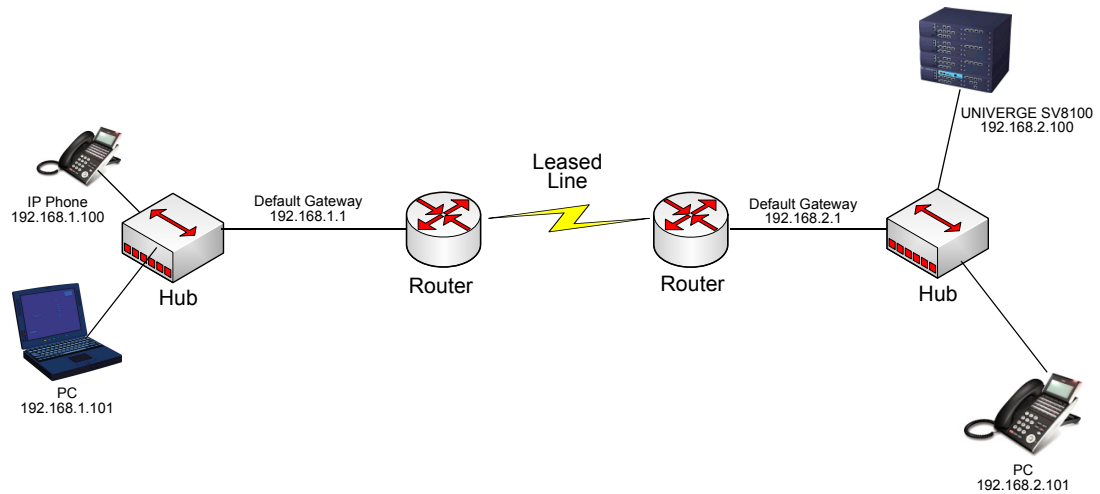 UNIVERGE SV8100
192.168.2.100
Leased
Line
IP Phone
192.168.1.100
Default Gateway
192.168.1.1
Default Gateway
192.168.2.1
Router
Router
Hub
Hub
PC
192.168.1.101
PC
192.168.2.101